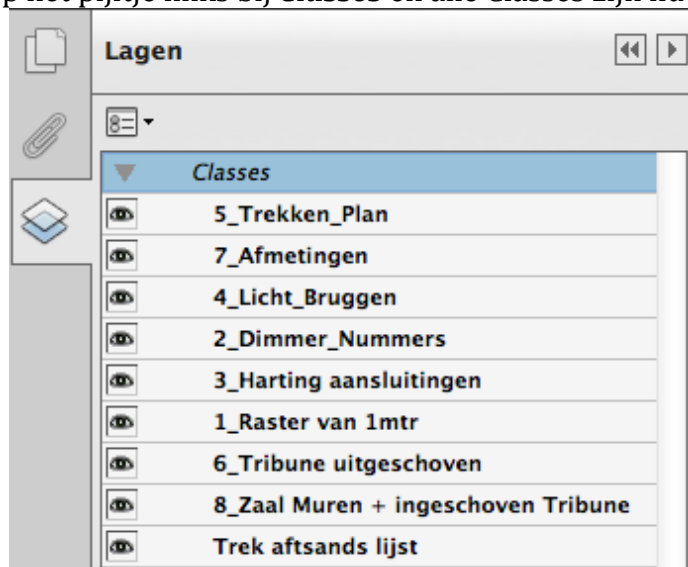 Lagen
Classes
5_Trekken_Plan
7_Afmetingen
4_Licht_Bruggen
2_Dimmer_Nummers
3_Harting aansluitingen
1_Raster van 1mtr
6_Tribune uitgeschoven
8_Zaal Muren + ingeschoven Tribune
Trek aftsands lijst